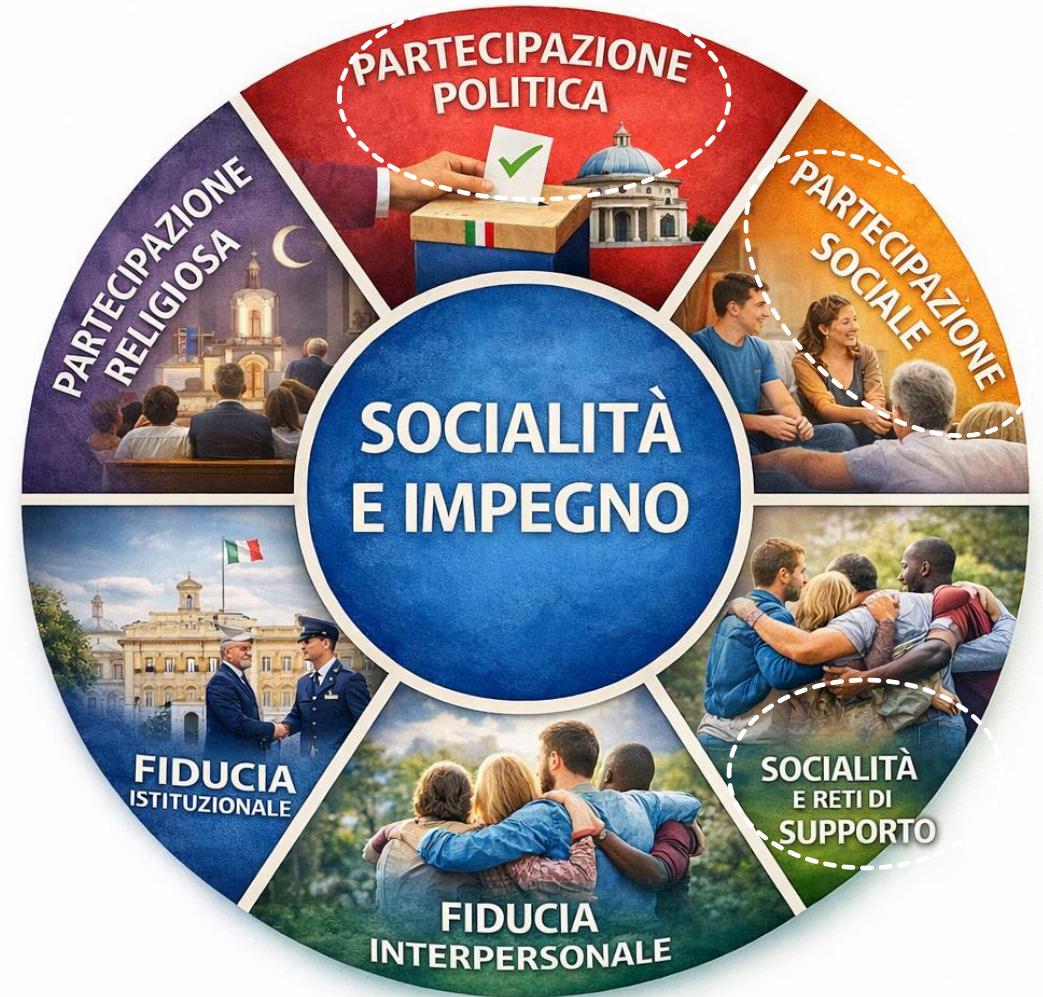 PARTECIPAZIONE
POLITICA
PARTECIPAZIONE
SOCIALE
SOCIALITÀ
E RETI DI
SUPPORTO
FIDUCIA
INTERPERSONALE
FIDUCIA
ISTITUZIONALE
PARTECIPAZIONE
RELIGIOSA
SOCIALITÀ
E IMPEGNO